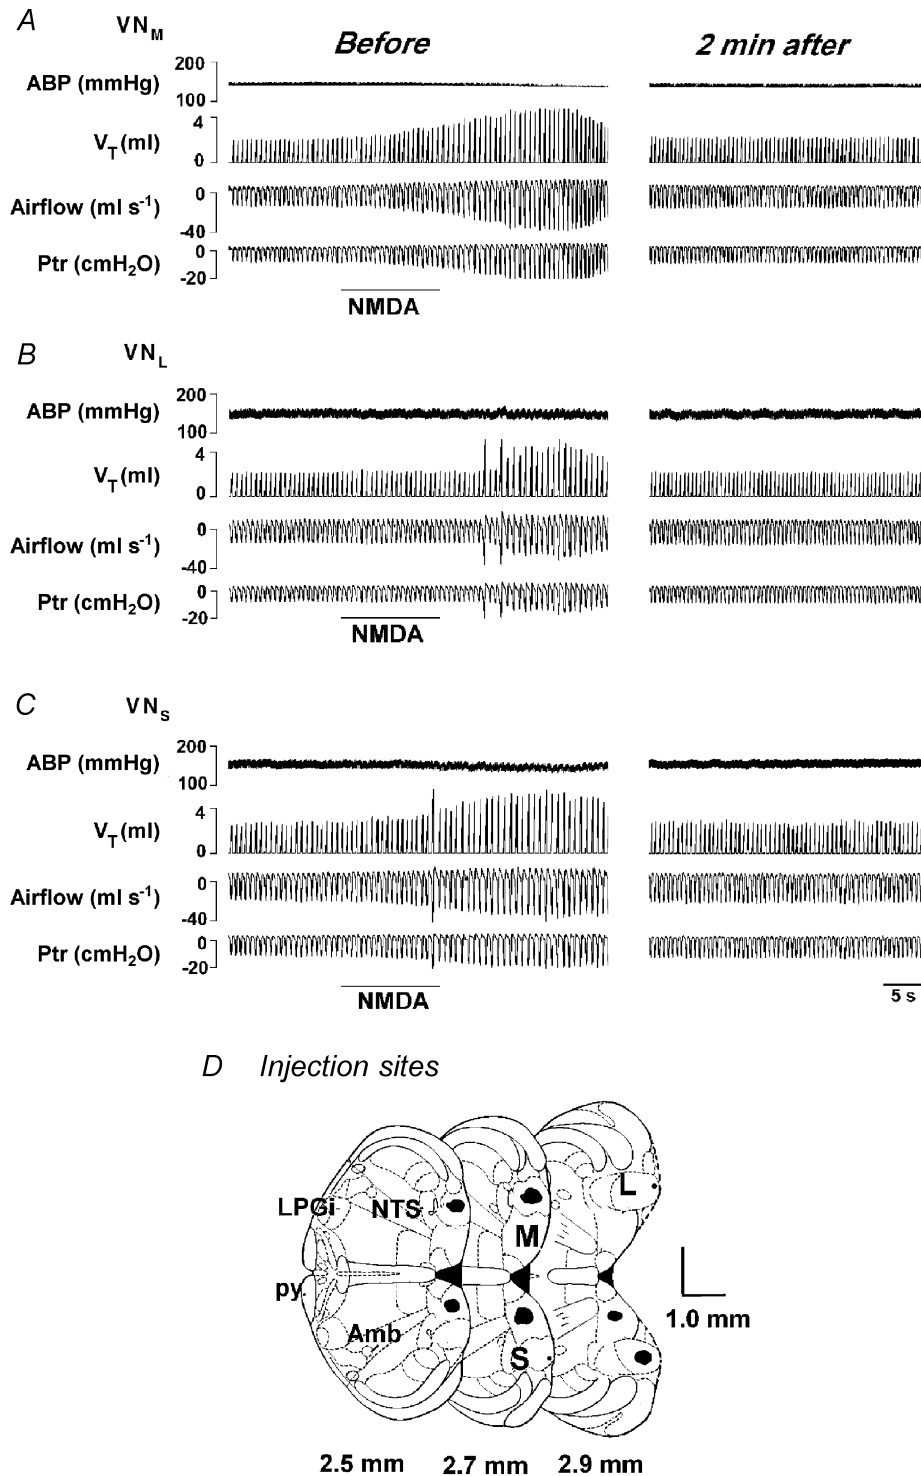 A VN_M
Before 2 min after
ABP (mmHg) 200 100
V_T (ml) 4 0
Airflow (ml s⁻¹) 0 -40
Ptr (cmH₂O) 0 -20
NMDA
B VN_L
ABP (mmHg) 200 100
V_T (ml) 4 0
Airflow (ml s⁻¹) 0 -40
Ptr (cmH₂O) 0 -20
NMDA
C VN_S
ABP (mmHg) 200 100
V_T (ml) 4 0
Airflow (ml s⁻¹) 0 -40
Ptr (cmH₂O) 0 -20
NMDA 5 s
D Injection sites
L
LPGi NTS
M
py.
1.0 mm
Amb
S
2.5 mm 2.7 mm 2.9 mm